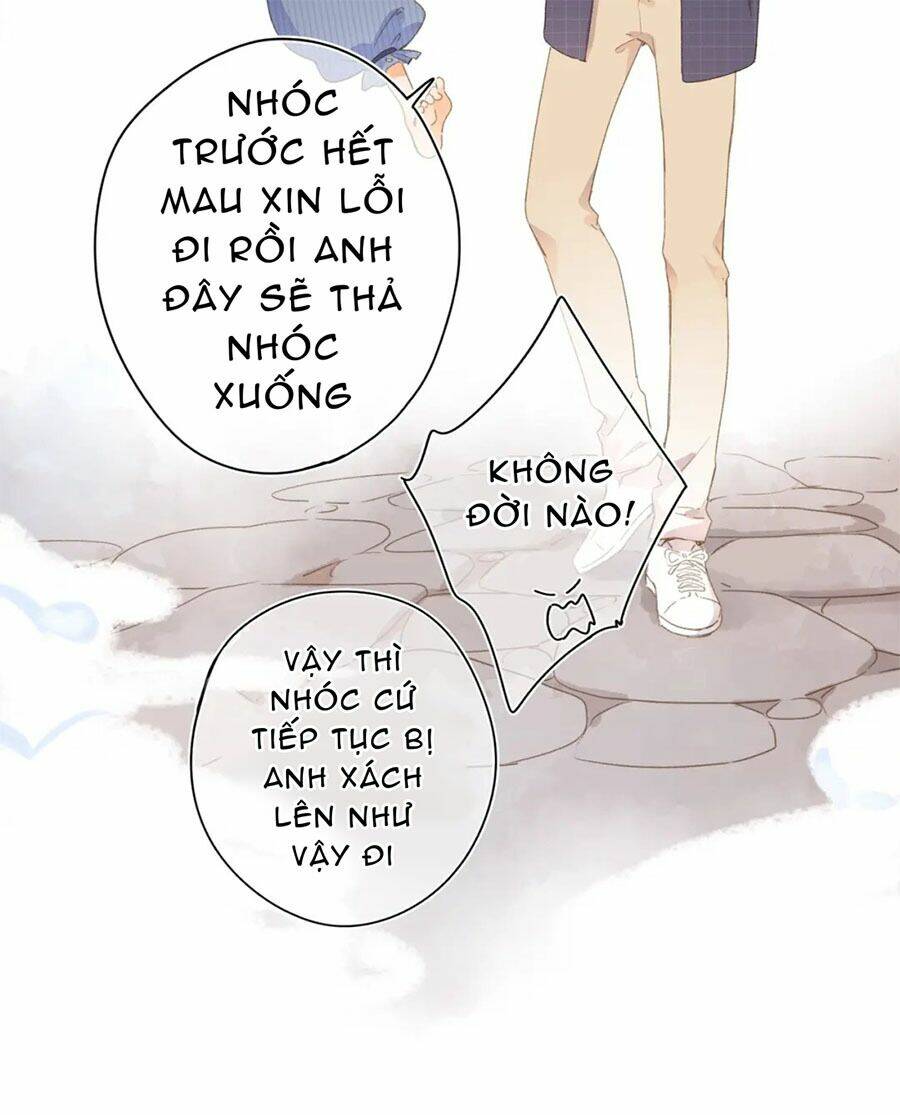 NHÓC
TRƯỚC HẾT
MAU XIN LỖI
ĐI RỒI ANH
ĐÂY SẼ THẢ
NHÓC
XUỐNG
KHÔNG
ĐỜI NÀO!
VẬY THÌ
NHÓC CỨ
TIẾP TỤC BỊ
ANH XÁCH
LÊN NHƯ
VẬY ĐI